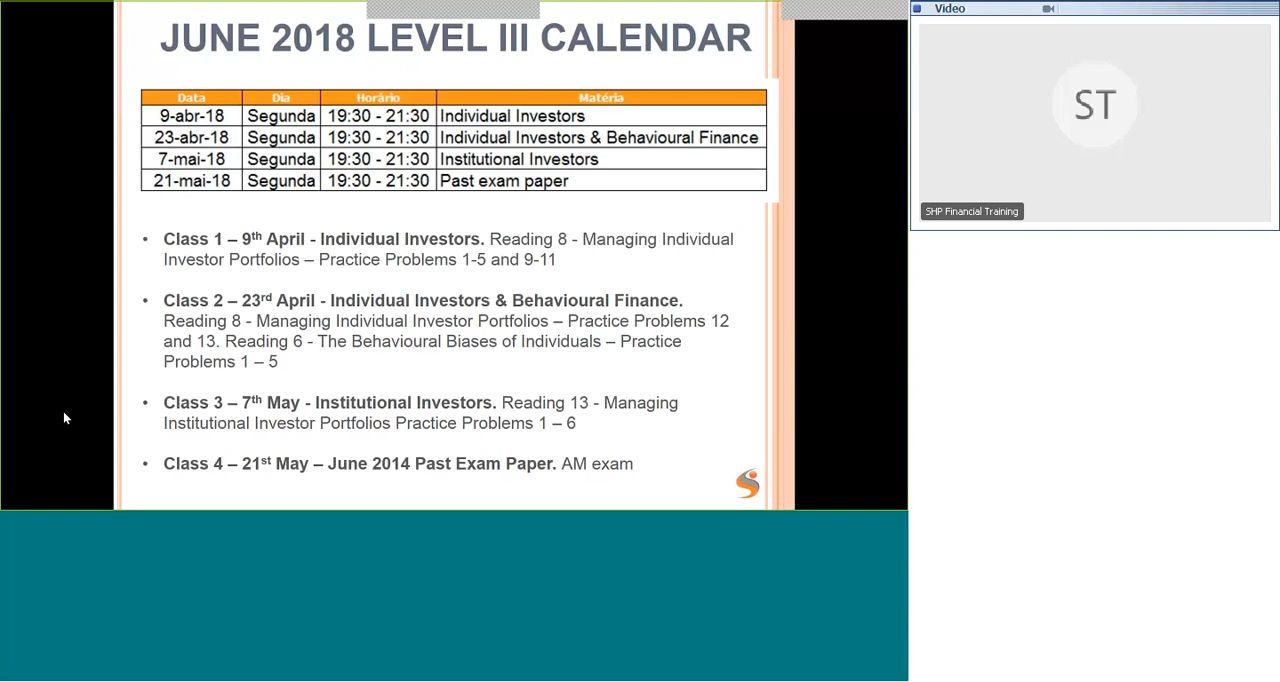 JUNE 2018 LEVEL III CALENDAR
Data Dia Horário Matéria
9-abr-18 Segunda 19:30 - 21:30 Individual Investors
23-abr-18 Segunda 19:30 - 21:30 Individual Investors & Behavioural Finance
7-mai-18 Segunda 19:30 - 21:30 Institutional Investors
21-mai-18 Segunda 19:30 - 21:30 Past exam paper
• Class 1 – 9th April - Individual Investors. Reading 8 - Managing Individual
Investor Portfolios – Practice Problems 1-5 and 9-11
• Class 2 – 23rd April - Individual Investors & Behavioural Finance.
Reading 8 - Managing Individual Investor Portfolios – Practice Problems 12
and 13. Reading 6 - The Behavioural Biases of Individuals – Practice
Problems 1 – 5
• Class 3 – 7th May - Institutional Investors. Reading 13 - Managing
Institutional Investor Portfolios Practice Problems 1 – 6
• Class 4 – 21st May – June 2014 Past Exam Paper. AM exam
Video
ST
SHP Financial Training